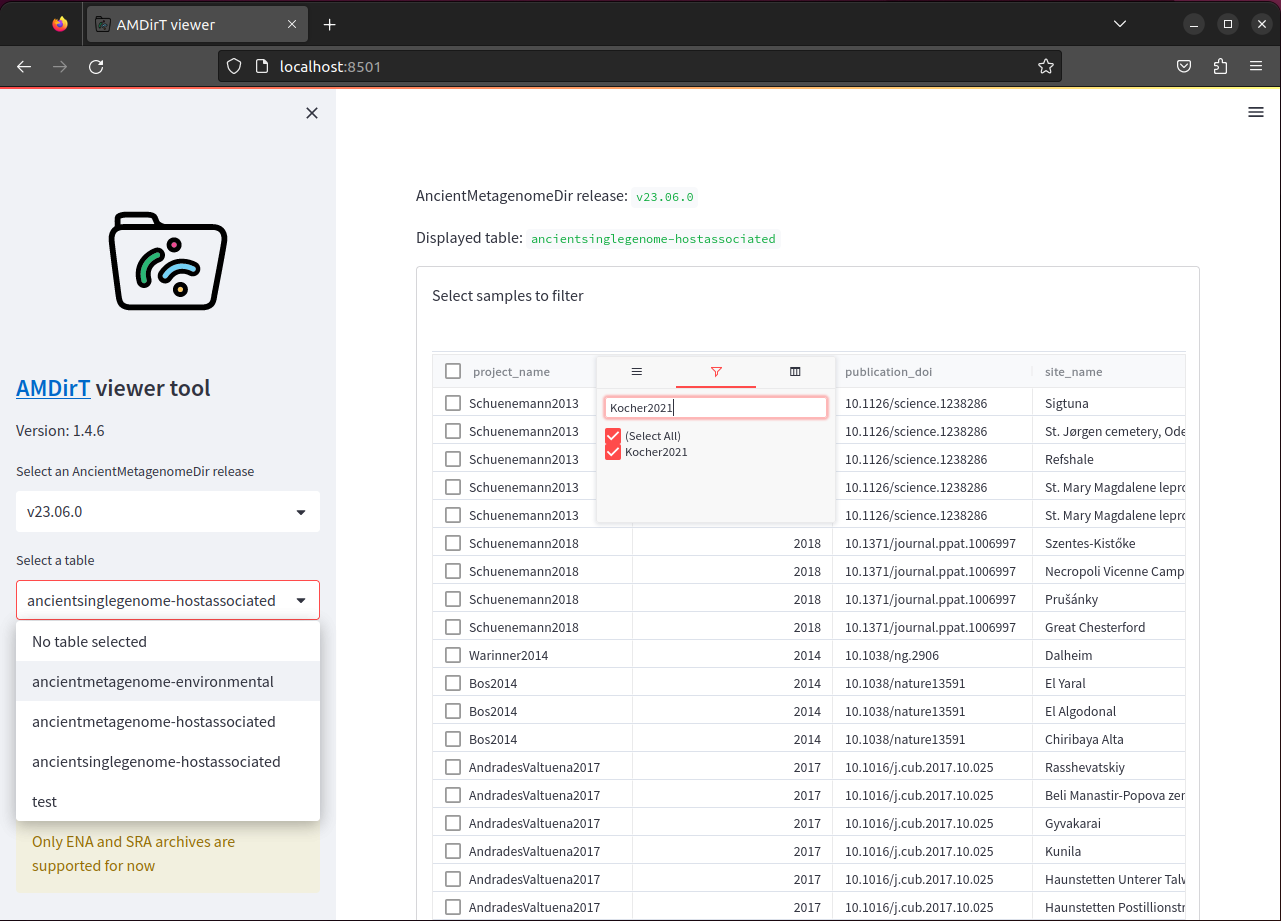 AMDirT viewer
localhost:8501
AMDirT viewer tool
Version: 1.4.6
Select an AncientMetagenomeDir release
v23.06.0
Select a table
ancientsinglegenome-hostassociated
No table selected
ancientmetagenome-environmental
ancientmetagenome-hostassociated
ancientsinglegenome-hostassociated
test
Only ENA and SRA archives are
supported for now
AncientMetagenomeDir release: v23.06.0
Displayed table: ancientsinglegenome-hostassociated
Select samples to filter
project_name publication_doi site_name
Kocher2021
(Select All)
Kocher2021
Schuenemann2013 10.1126/science.1238286 Sigtuna
Schuenemann2013 10.1126/science.1238286 St. Jørgen cemetery, Ode
Schuenemann2013 10.1126/science.1238286 Refshale
Schuenemann2013 10.1126/science.1238286 St. Mary Magdalene lepro
Schuenemann2013 10.1126/science.1238286 St. Mary Magdalene lepro
Schuenemann2018 2018 10.1371/journal.ppat.1006997 Szentes-Kistőke
Schuenemann2018 2018 10.1371/journal.ppat.1006997 Necropoli Vicenne Camp
Schuenemann2018 2018 10.1371/journal.ppat.1006997 Prušánky
Schuenemann2018 2018 10.1371/journal.ppat.1006997 Great Chesterford
Warinner2014 2014 10.1038/ng.2906 Dalheim
Bos2014 2014 10.1038/nature13591 El Yaral
Bos2014 2014 10.1038/nature13591 El Algodonal
Bos2014 2014 10.1038/nature13591 Chiribaya Alta
AndradesValtuena2017 2017 10.1016/j.cub.2017.10.025 Rasshevatskiy
AndradesValtuena2017 2017 10.1016/j.cub.2017.10.025 Beli Manastir-Popova zer
AndradesValtuena2017 2017 10.1016/j.cub.2017.10.025 Gyvakarai
AndradesValtuena2017 2017 10.1016/j.cub.2017.10.025 Kunila
AndradesValtuena2017 2017 10.1016/j.cub.2017.10.025 Haunstetten Unterer Talw
AndradesValtuena2017 2017 10.1016/j.cub.2017.10.025 Haunstetten Postillionstr